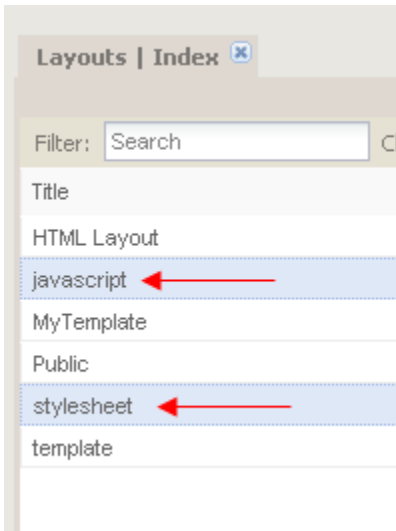 Layouts | Index
Filter: Search
Title
HTML Layout
javascript
MyTemplate
Public
stylesheet
template